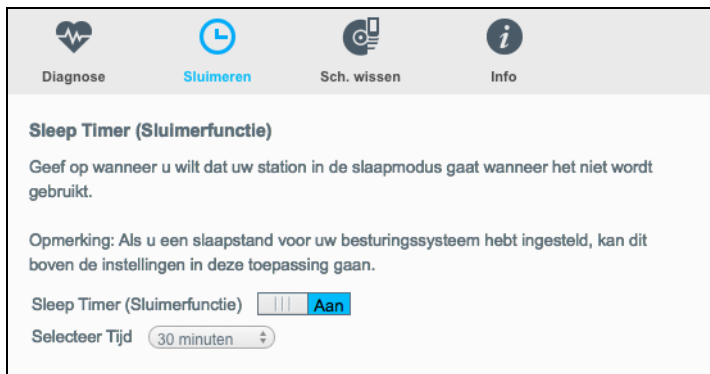 Diagnose
Sluimeren
Sch. wissen
Info
Sleep Timer (Sluimerfunctie)
Geef op wanneer u wilt dat uw station in de slaapmodus gaat wanneer het niet wordt
gebruikt.
Opmerking: Als u een slaapstand voor uw besturingssysteem hebt ingesteld, kan dit
boven de instellingen in deze toepassing gaan.
Sleep Timer (Sluimerfunctie) Aan
Selecteer Tijd 30 minuten